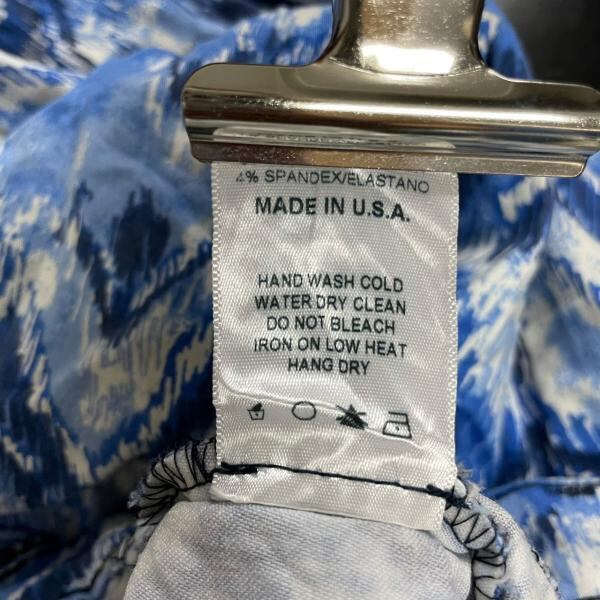 4% SPANDEX/ELASTANO
MADE IN U.S.A.
HAND WASH COLD
WATER DRY CLEAN
DO NOT BLEACH
IRON ON LOW HEAT
HANG DRY